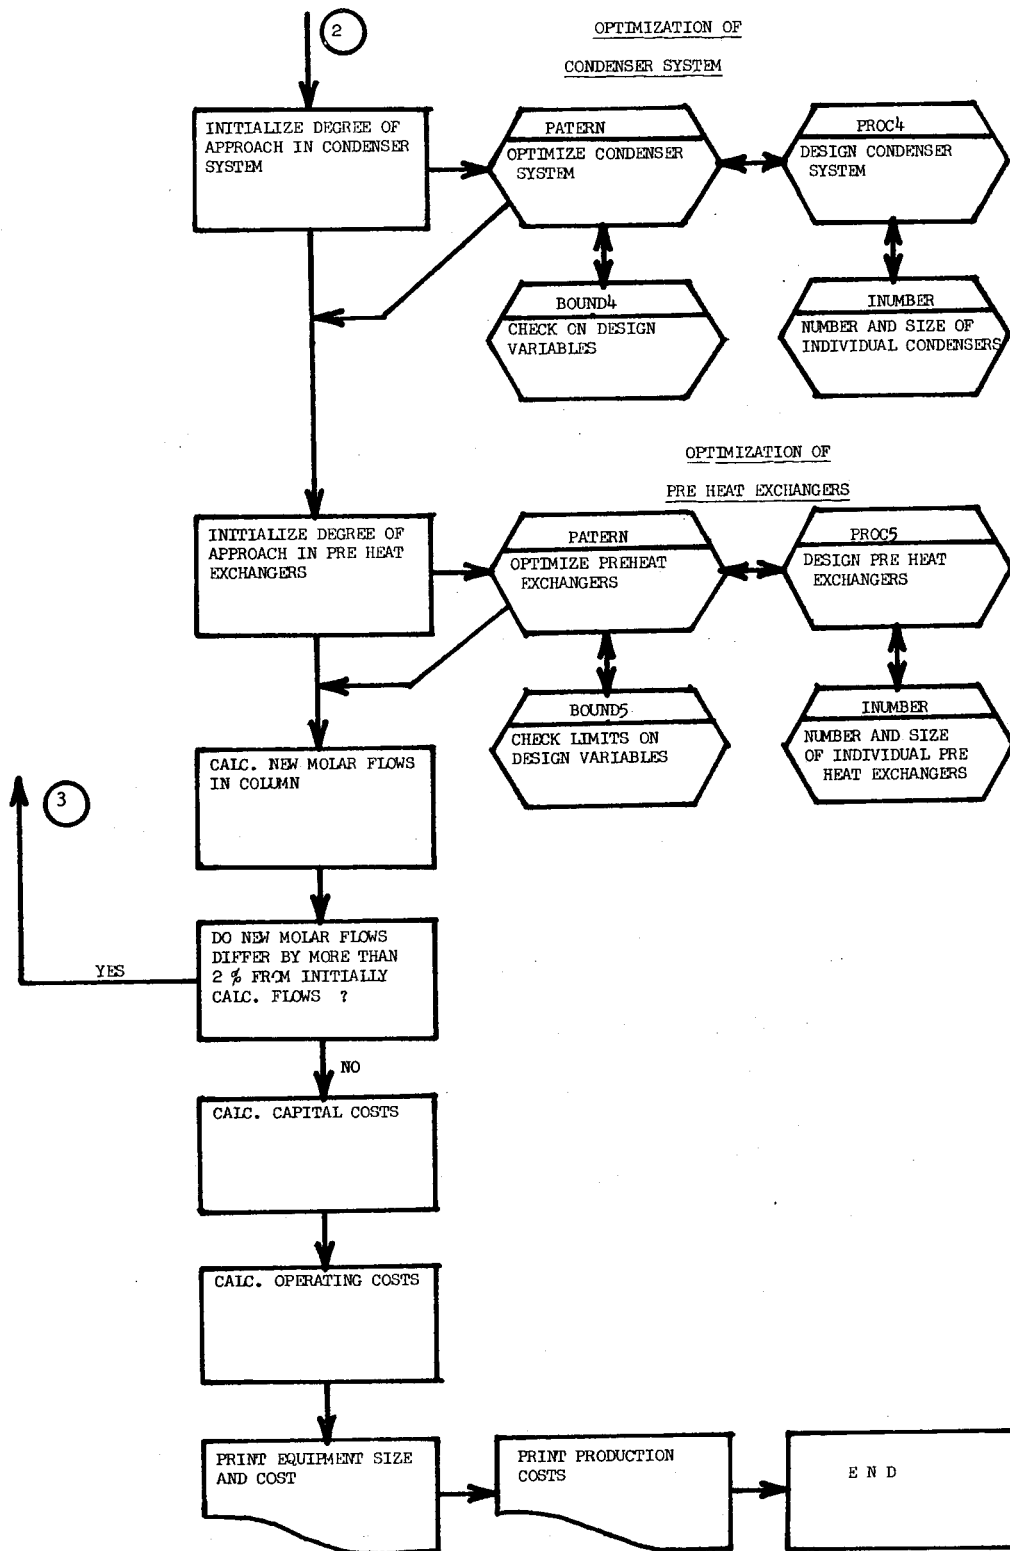 2
OPTIMIZATION OF
CONDENSER SYSTEM
INITIALIZE DEGREE OF
APPROACH IN CONDENSER
SYSTEM
PATERN
OPTIMIZE CONDENSER
SYSTEM
PROC4
DESIGN CONDENSER
SYSTEM
BOUND4
CHECK ON DESIGN
VARIABLES
INUMBER
NUMBER AND SIZE OF
INDIVIDUAL CONDENSERS
OPTIMIZATION OF
PRE HEAT EXCHANGERS
INITIALIZE DEGREE OF
APPROACH IN PRE HEAT
EXCHANGERS
PATERN
OPTIMIZE PREHEAT
EXCHANGERS
PROC5
DESIGN PRE HEAT
EXCHANGERS
BOUND5
CHECK LIMITS ON
DESIGN VARIABLES
INUMBER
NUMBER AND SIZE
OF INDIVIDUAL PRE
HEAT EXCHANGERS
CALC. NEW MOLAR FLOWS
IN COLUMN
3
DO NEW MOLAR FLOWS
DIFFER BY MORE THAN
2 % FROM INITIALLY
CALC. FLOWS ?
YES
NO
CALC. CAPITAL COSTS
CALC. OPERATING COSTS
PRINT EQUIPMENT SIZE
AND COST
PRINT PRODUCTION
COSTS
E N D